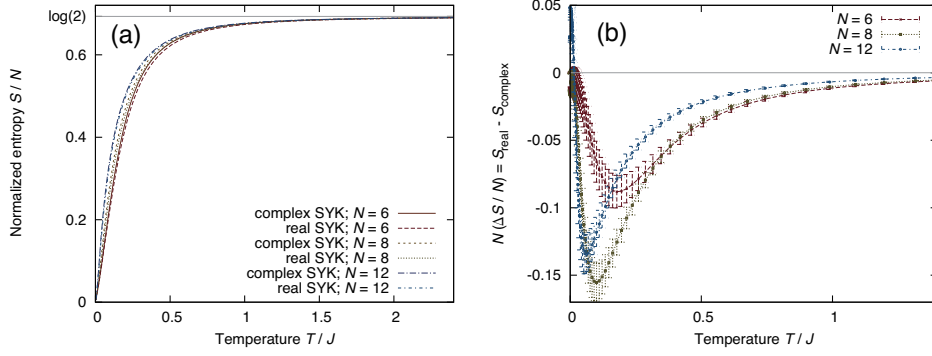 (a)
Normalized entropy S / N
log(2)
0.6
0.4
0.2
0
complex SYK; N = 6
real SYK; N = 6
complex SYK; N = 8
real SYK; N = 8
complex SYK; N = 12
real SYK; N = 12
0 0.5 1 1.5 2
Temperature T / J
(b)
N (ΔS / N) = S_real - S_complex
0.05
0
-0.05
-0.1
-0.15
N = 6
N = 8
N = 12
0 0.5 1
Temperature T / J